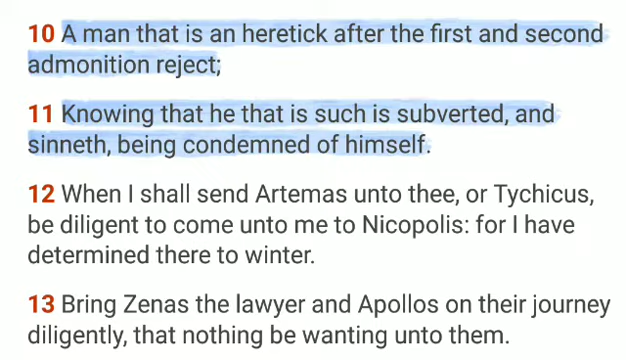 10 A man that is an heretick after the first and second
admonition reject;
11 Knowing that he that is such is subverted, and
sinneth, being condemned of himself.
12 When I shall send Artemas unto thee, or Tychicus,
be diligent to come unto me to Nicopolis: for I have
determined there to winter.
13 Bring Zenas the lawyer and Apollos on their journey
diligently, that nothing be wanting unto them.